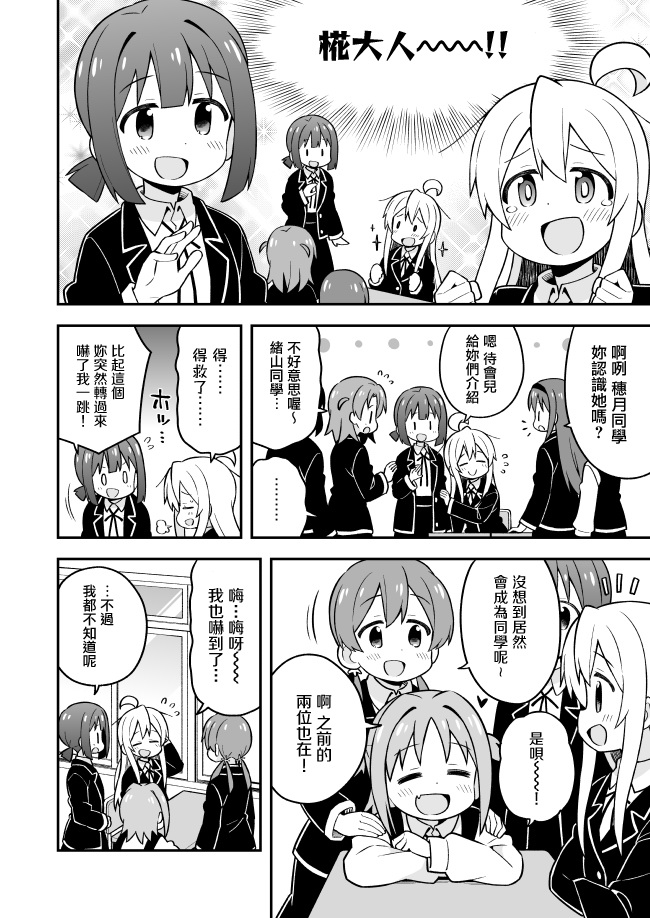 椛大人～～～～!!
啊咧 穗月同學
妳認識她嗎？
嗯 待會兒
給妳們介紹
不好意思喔～
緒山同學…
………
得……
得救了……
ホッ…
比起這個
妳突然轉過來
嚇了我一跳！
沒想到居然
會成為同學呢～
是唄～～～！
啊 之前的
兩位也在！
嗨…嗨呀～～～
我也嚇到了…
…不過
我都不知道呢